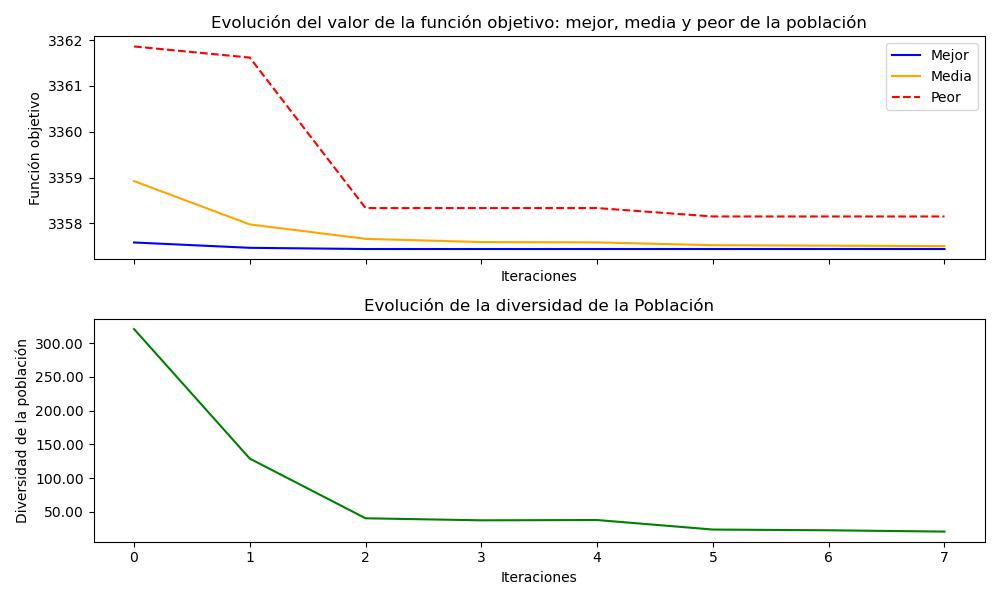 Evolución del valor de la función objetivo: mejor, media y peor de la población
3362
3361
3360
3359
3358
Función objetivo
Mejor
Media
Peor
Iteraciones
Evolución de la diversidad de la Población
300.00
250.00
200.00
150.00
100.00
50.00
Diversidad de la población
0 1 2 3 4 5 6 7
Iteraciones